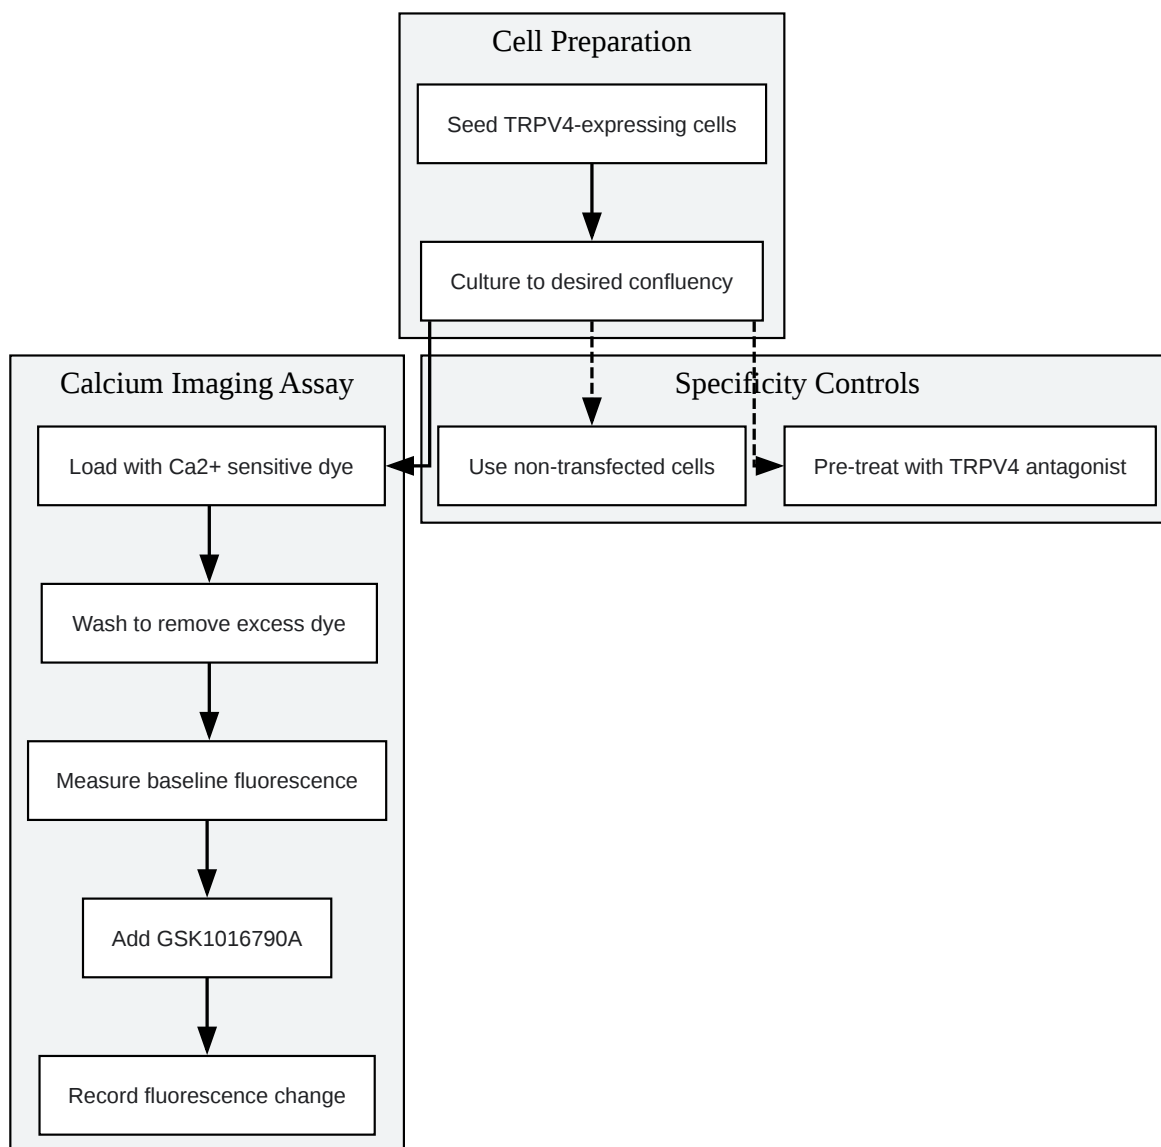 Cell Preparation
Seed TRPV4-expressing cells
Culture to desired confluency
Calcium Imaging Assay
Load with Ca2+ sensitive dye
Wash to remove excess dye
Measure baseline fluorescence
Add GSK1016790A
Record fluorescence change
Specificity Controls
Use non-transfected cells
Pre-treat with TRPV4 antagonist